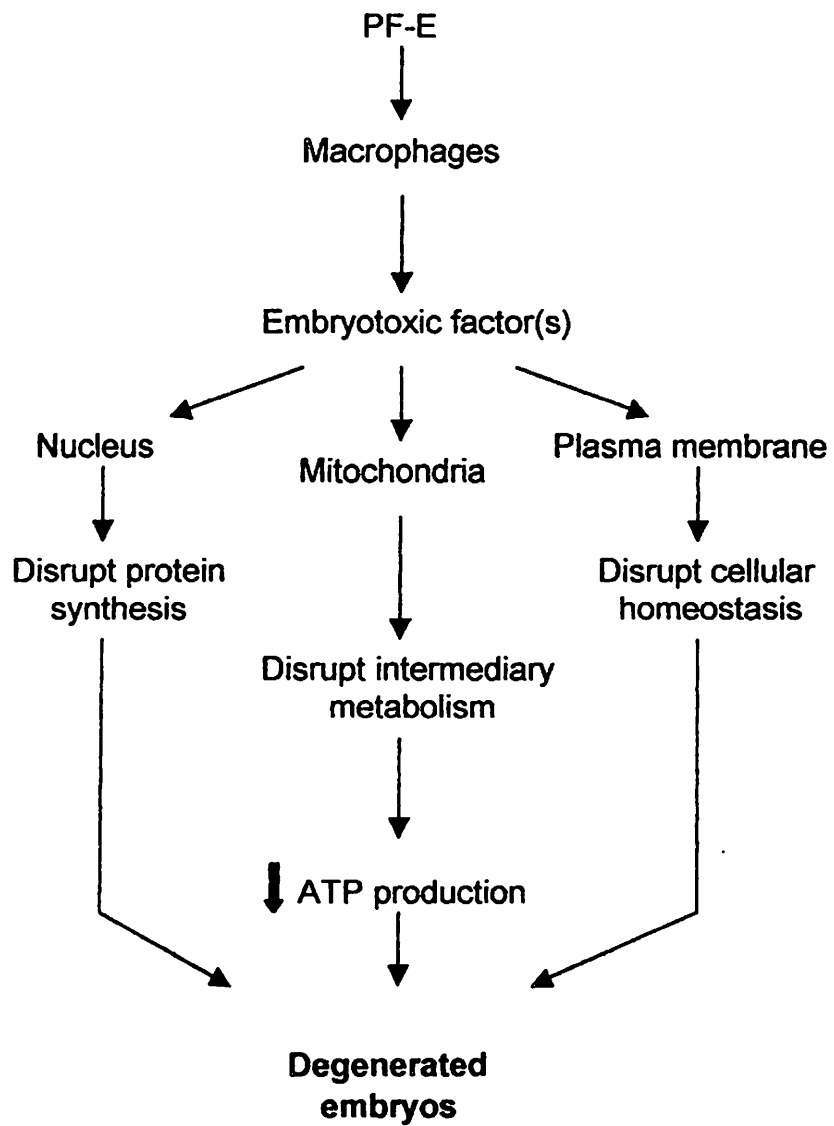 PF-E
Macrophages
Embryotoxic factor(s)
Nucleus
Mitochondria
Plasma membrane
Disrupt protein
synthesis
Disrupt cellular
homeostasis
Disrupt intermediary
metabolism
ATP production
Degenerated
embryos